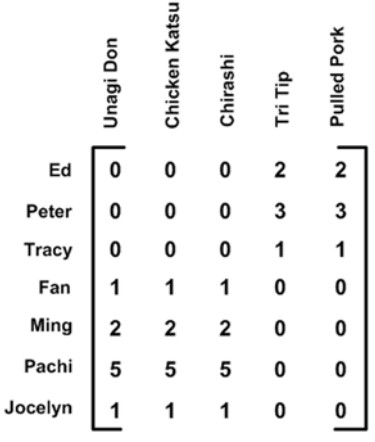 Unagi Don
Chicken Katsu
Chirashi
Tri Tip
Pulled Pork
Ed 0 0 0 2 2
Peter 0 0 0 3 3
Tracy 0 0 0 1 1
Fan 1 1 1 0 0
Ming 2 2 2 0 0
Pachi 5 5 5 0 0
Jocelyn 1 1 1 0 0